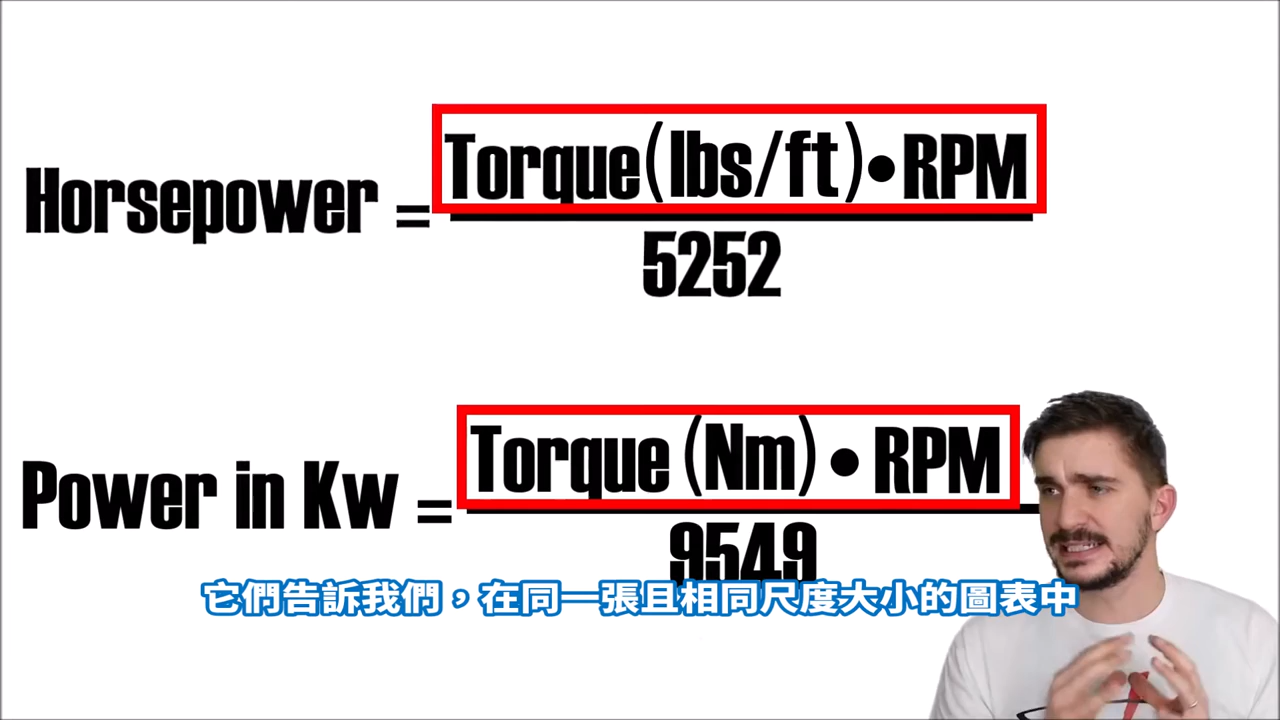 Horsepower = Torque(lbs/ft)•RPM
5252
Power in Kw = Torque (Nm) • RPM
9549
它們告訴我們，在同一張且相同尺度大小的圖表中